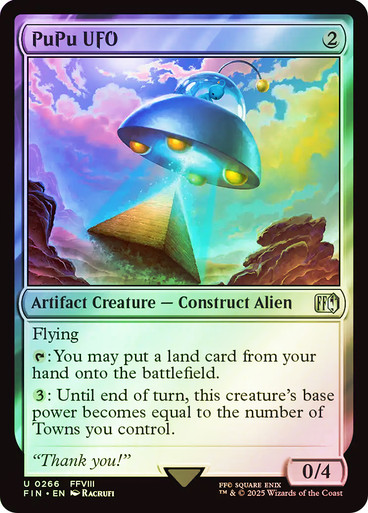 PuPu UFO 2
Artifact Creature — Construct Alien FF
Flying
:You may put a land card from your
hand onto the battlefield.
3: Until end of turn, this creature's base
power becomes equal to the number of
Towns you control.
"Thank you!"
0/4
U 0266 FFVIII
FIN • EN Racrufi
FF© SQUARE ENIX
™ & © 2025 Wizards of the Coast